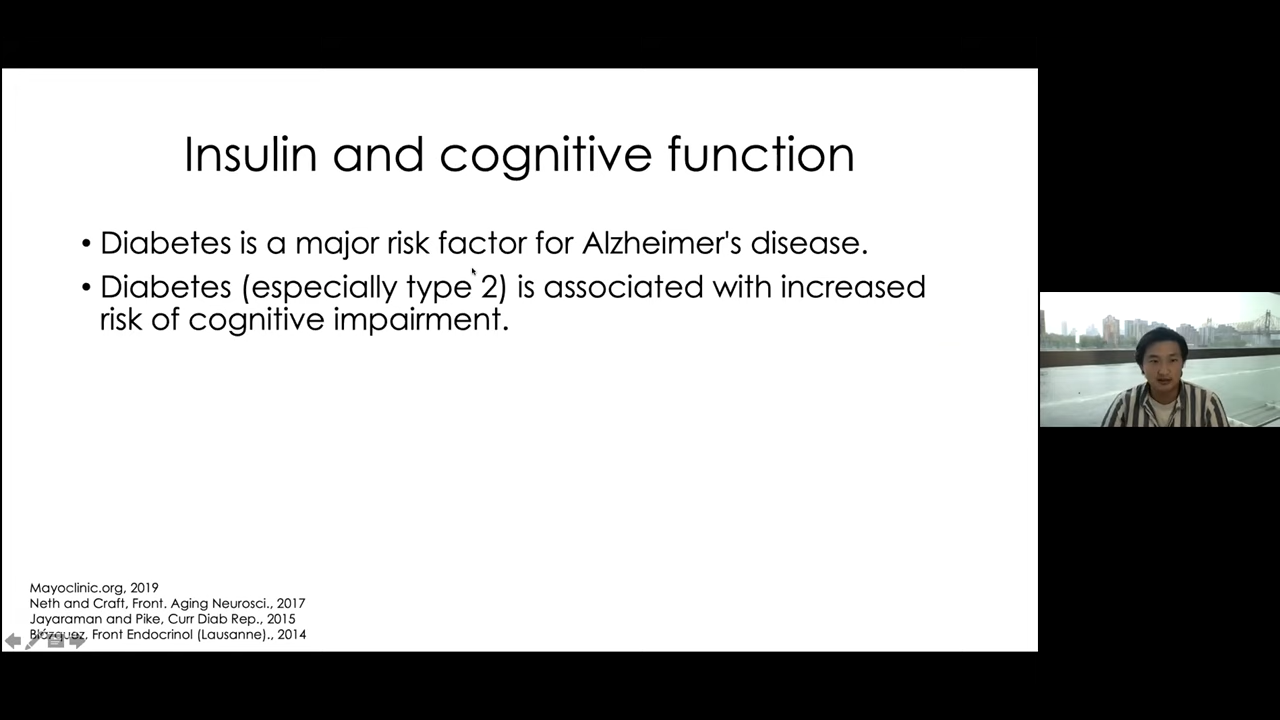 Insulin and cognitive function
• Diabetes is a major risk factor for Alzheimer's disease.
• Diabetes (especially type 2) is associated with increased
risk of cognitive impairment.
Mayoclinic.org, 2019
Neth and Craft, Front. Aging Neurosci., 2017
Jayaraman and Pike, Curr Diab Rep., 2015
Blózquez, Front Endocrinol (Lausanne)., 2014